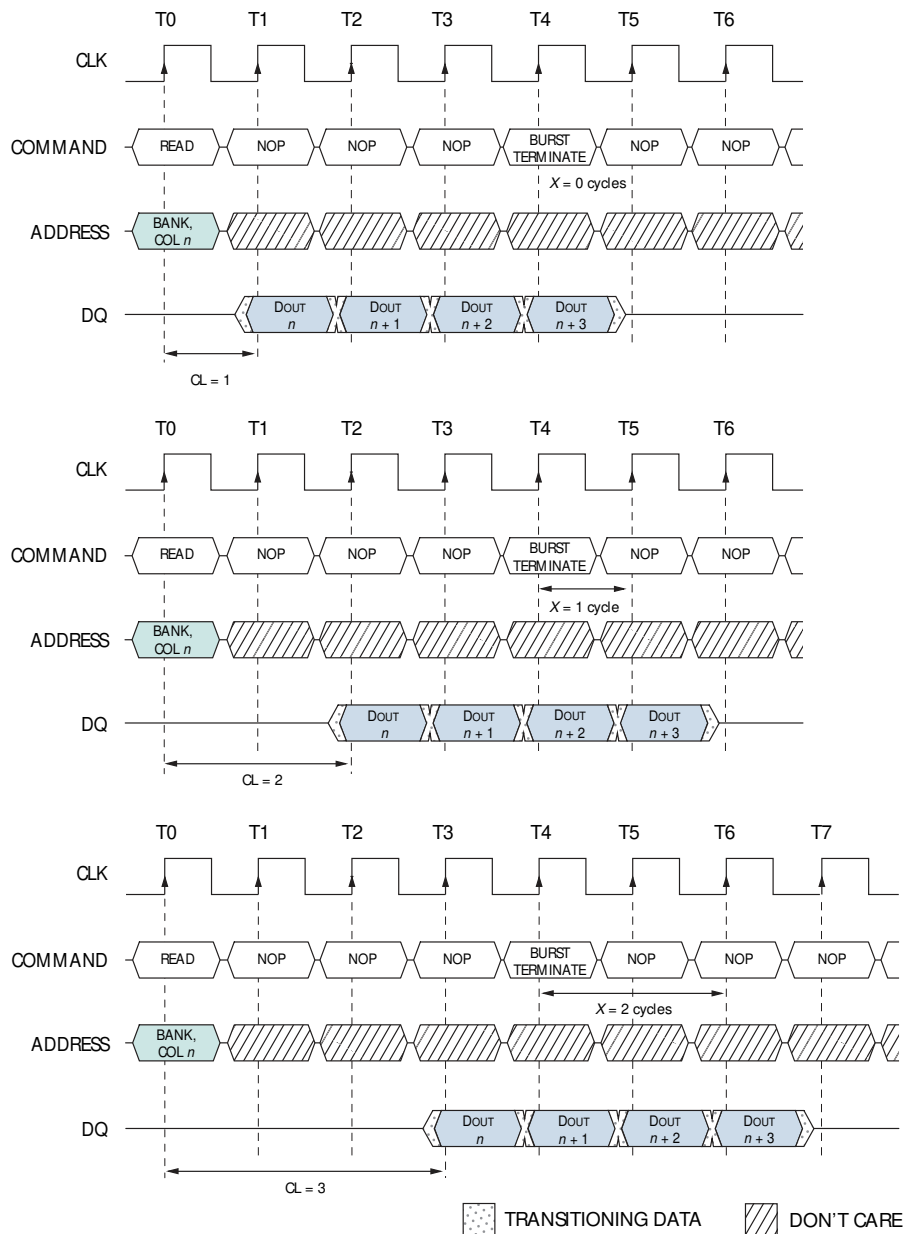 T0 T1 T2 T3 T4 T5 T6
CLK
COMMAND READ NOP NOP NOP BURST TERMINATE NOP NOP
X = 0 cycles
ADDRESS BANK, COL n
DQ DOUT n DOUT n + 1 DOUT n + 2 DOUT n + 3
CL = 1
T0 T1 T2 T3 T4 T5 T6
CLK
COMMAND READ NOP NOP NOP BURST TERMINATE NOP NOP
X = 1 cycle
ADDRESS BANK, COL n
DQ DOUT n DOUT n + 1 DOUT n + 2 DOUT n + 3
CL = 2
T0 T1 T2 T3 T4 T5 T6 T7
CLK
COMMAND READ NOP NOP NOP BURST TERMINATE NOP NOP NOP
X = 2 cycles
ADDRESS BANK, COL n
DQ DOUT n DOUT n + 1 DOUT n + 2 DOUT n + 3
CL = 3
TRANSITIONING DATA DON'T CARE